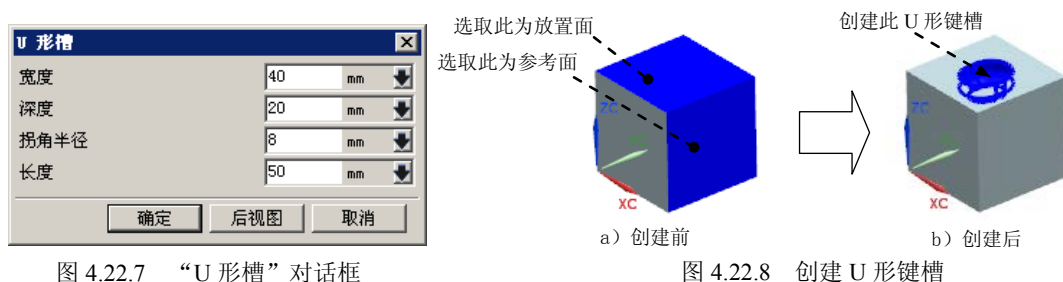 U 形槽
宽度 40 mm
深度 20 mm
拐角半径 8 mm
长度 50 mm
确定 后视图 取消
图 4.22.7 “U 形槽”对话框
选取此为放置面
选取此为参考面
ZC
XC
a）创建前
创建此 U 形键槽
ZC
XC
b）创建后
图 4.22.8 创建 U 形键槽